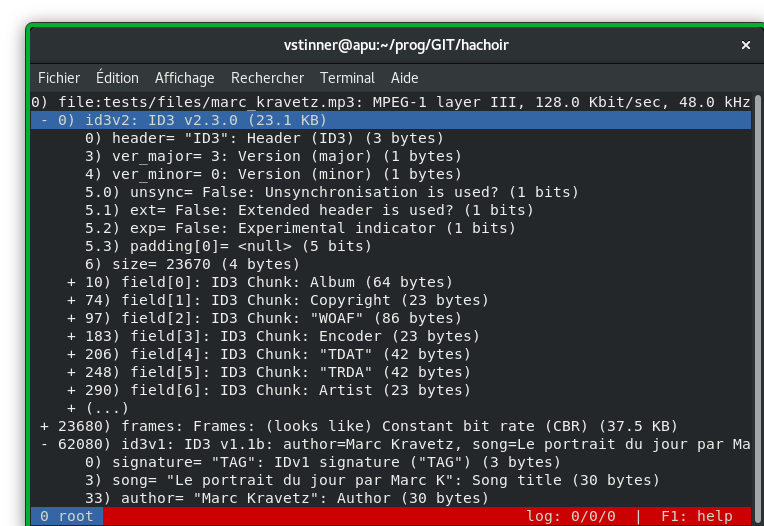 vstinner@apu:~/prog/GIT/hachoir ×
Fichier Édition Affichage Rechercher Terminal Aide
0) file:tests/files/marc_kravetz.mp3: MPEG-1 layer III, 128.0 Kbit/sec, 48.0 kHz
- 0) id3v2: ID3 v2.3.0 (23.1 KB)
0) header= "ID3": Header (ID3) (3 bytes)
3) ver_major= 3: Version (major) (1 bytes)
4) ver_minor= 0: Version (minor) (1 bytes)
5.0) unsync= False: Unsynchronisation is used? (1 bits)
5.1) ext= False: Extended header is used? (1 bits)
5.2) exp= False: Experimental indicator (1 bits)
5.3) padding[0]= <null> (5 bits)
6) size= 23670 (4 bytes)
+ 10) field[0]: ID3 Chunk: Album (64 bytes)
+ 74) field[1]: ID3 Chunk: Copyright (23 bytes)
+ 97) field[2]: ID3 Chunk: "WOAF" (86 bytes)
+ 183) field[3]: ID3 Chunk: Encoder (23 bytes)
+ 206) field[4]: ID3 Chunk: "TDAT" (42 bytes)
+ 248) field[5]: ID3 Chunk: "TRDA" (42 bytes)
+ 290) field[6]: ID3 Chunk: Artist (23 bytes)
+ (...)
+ 23680) frames: Frames: (looks like) Constant bit rate (CBR) (37.5 KB)
- 62080) id3v1: ID3 v1.1b: author=Marc Kravetz, song=Le portrait du jour par Ma
0) signature= "TAG": IDv1 signature ("TAG") (3 bytes)
3) song= "Le portrait du jour par Marc K": Song title (30 bytes)
33) author= "Marc Kravetz": Author (30 bytes)
0 root log: 0/0/0 | F1: help